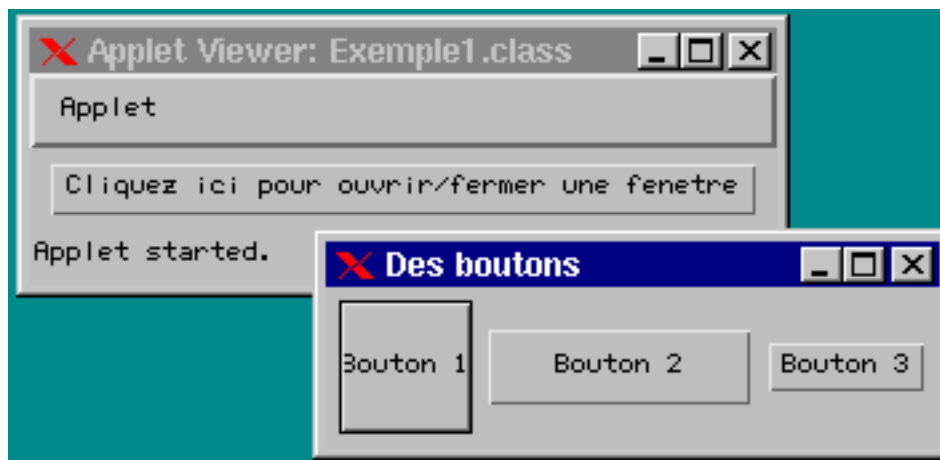 Applet Viewer: Exemple1.class
Applet
Cliquez ici pour ouvrir/fermer une fenetre
Applet started.
Des boutons
Bouton 1
Bouton 2
Bouton 3